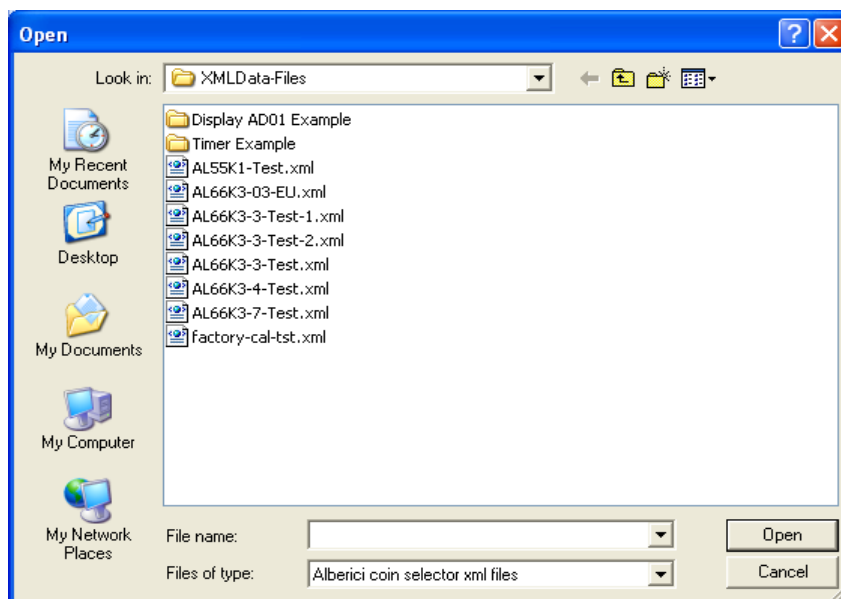 Open
Look in:
XMLData-Files
My Recent
Documents
Desktop
My Documents
My Computer
My Network
Places
Display AD01 Example
Timer Example
AL55K1-Test.xml
AL66K3-03-EU.xml
AL66K3-3-Test-1.xml
AL66K3-3-Test-2.xml
AL66K3-3-Test.xml
AL66K3-4-Test.xml
AL66K3-7-Test.xml
factory-cal-tst.xml
File name:
Open
Files of type:
Alberici coin selector xml files
Cancel